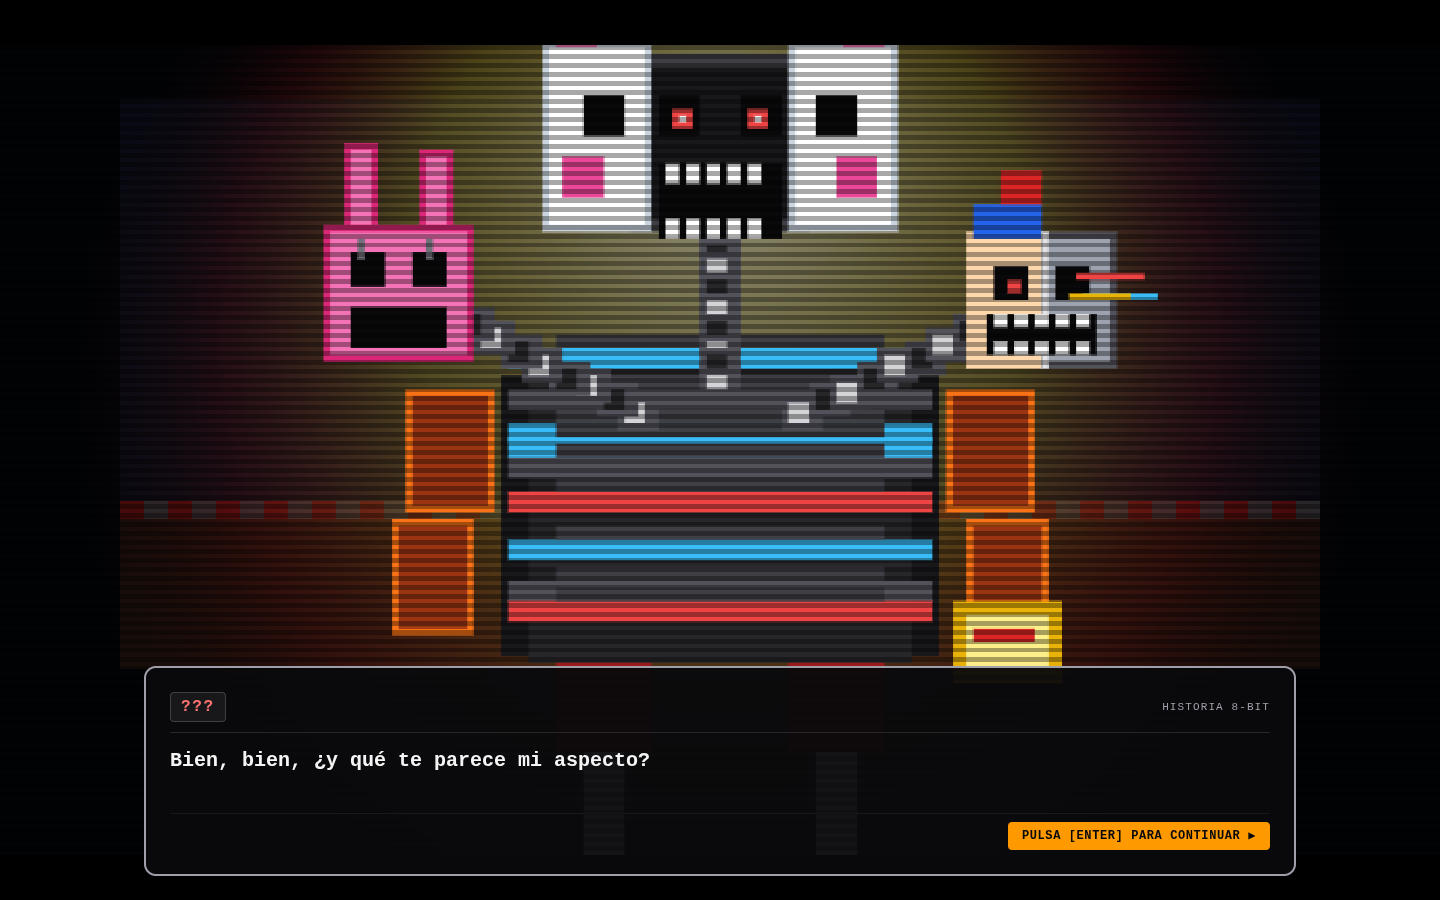 ???
HISTORIA 8-BIT
Bien, bien, ¿y qué te parece mi aspecto?
PULSA [ENTER] PARA CONTINUAR ▶